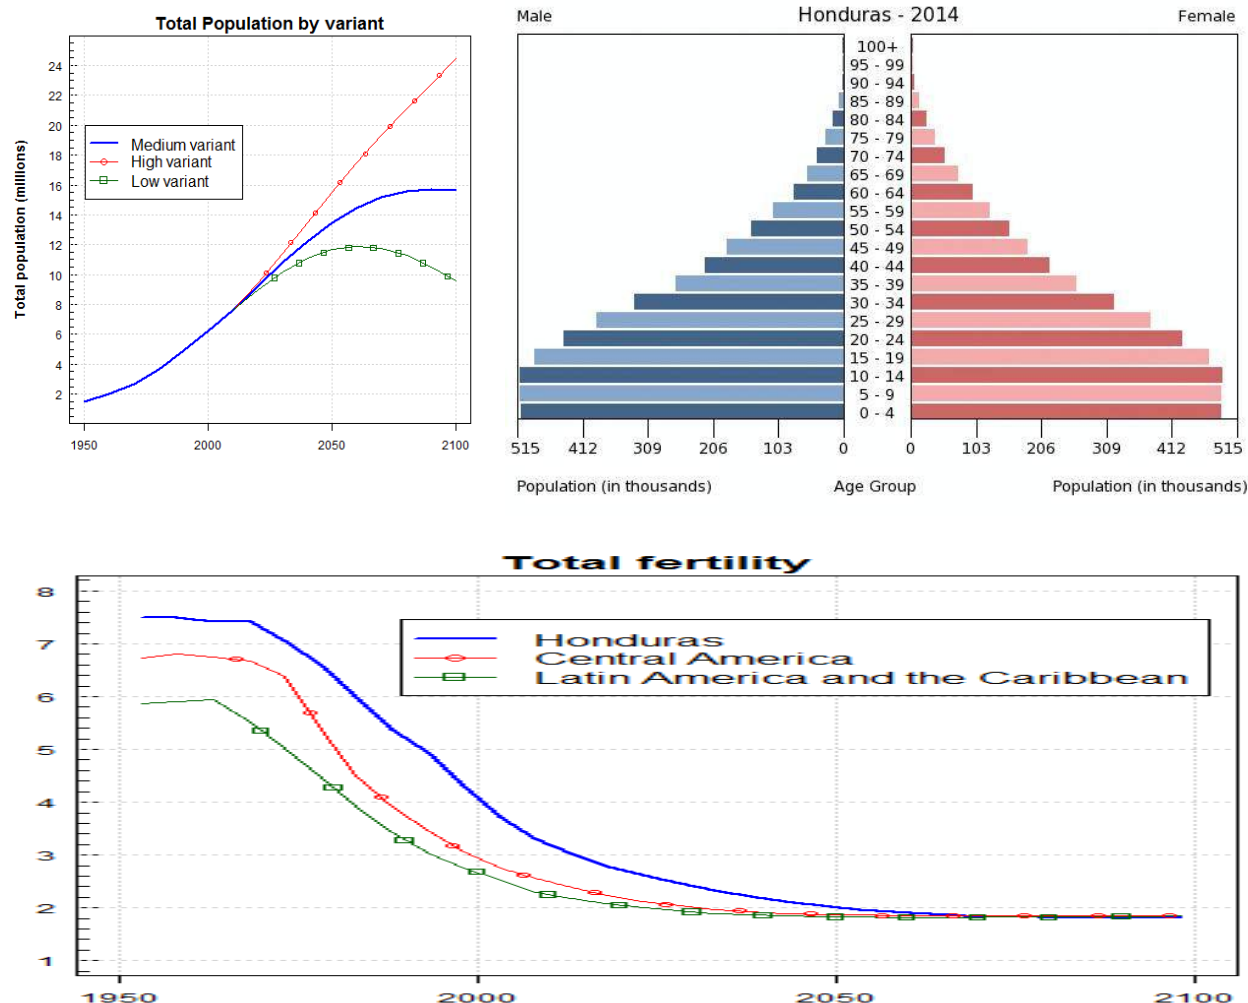 Total Population by variant
Total population (millions)
24
22
20
18
16
14
12
10
8
6
4
2
Medium variant
High variant
Low variant
1950 2000 2050 2100
Male Honduras - 2014 Female
100+
95 - 99
90 - 94
85 - 89
80 - 84
75 - 79
70 - 74
65 - 69
60 - 64
55 - 59
50 - 54
45 - 49
40 - 44
35 - 39
30 - 34
25 - 29
20 - 24
15 - 19
10 - 14
5 - 9
0 - 4
515 412 309 206 103 0 0 103 206 309 412 515
Population (in thousands) Age Group Population (in thousands)
Total fertility
8
7
6
5
4
3
2
1
Honduras
Central America
Latin America and the Caribbean
1950 2000 2050 2100